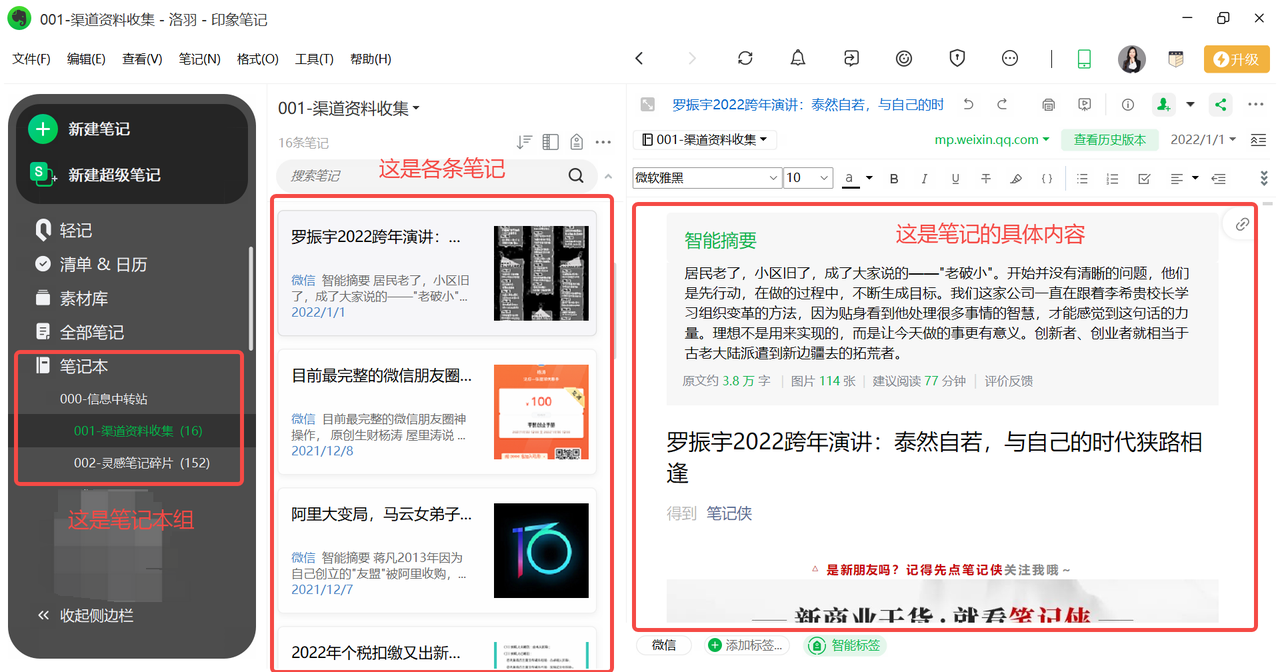 001-渠道资料收集 - 洛羽 - 印象笔记
文件(F) 编辑(E) 查看(V) 笔记(N) 格式(O) 工具(T) 帮助(H)
升级
新建笔记
新建超级笔记
轻记
清单 & 日历
素材库
全部笔记
笔记本
000-信息中转站
001-渠道资料收集 (16)
002-灵感笔记碎片 (152)
这是笔记本组
收起侧边栏
001-渠道资料收集
16条笔记
搜索笔记
这是各条笔记
罗振宇2022跨年演讲：...
微信 智能摘要 居民老了，小区旧
了，成了大家说的——"老破小"...
2022/1/1
目前最完整的微信朋友圈...
微信 目前最完整的微信朋友圈神
操作， 原创生财杨涛 屋里涛说 ...
2021/12/8
.100
阿里大变局，马云女弟子...
微信 智能摘要 蒋凡2013年因为
自己创立的"友盟"被阿里收购，...
2021/12/7
13
2022年个税扣缴又出新...
罗振宇2022跨年演讲：泰然自若，与自己的时
001-渠道资料收集
mp.weixin.qq.com 查看历史版本 2022/1/1
微软雅黑 10 a B I U T {}
智能摘要
这是笔记的具体内容
居民老了，小区旧了，成了大家说的——"老破小"。开始并没有清晰的问题，他们
是先行动，在做的过程中，不断生成目标。我们这家公司一直在跟着李希贵校长学
习组织变革的方法，因为贴身看到他处理很多事情的智慧，才能感觉到这句话的力
量。理想不是用来实现的，而是让今天做的事更有意义。创新者、创业者就相当于
古老大陆派遣到新边疆去的拓荒者。
原文约 3.8 万 字 | 图片 114 张 | 建议阅读 77 分钟 | 评价反馈
罗振宇2022跨年演讲：泰然自若，与自己的时代狭路相
逢
得到 笔记侠
是新朋友吗？记得先点笔记侠关注我哦～
新商业干货·就看笔记侠
微信 添加标签... 智能标签